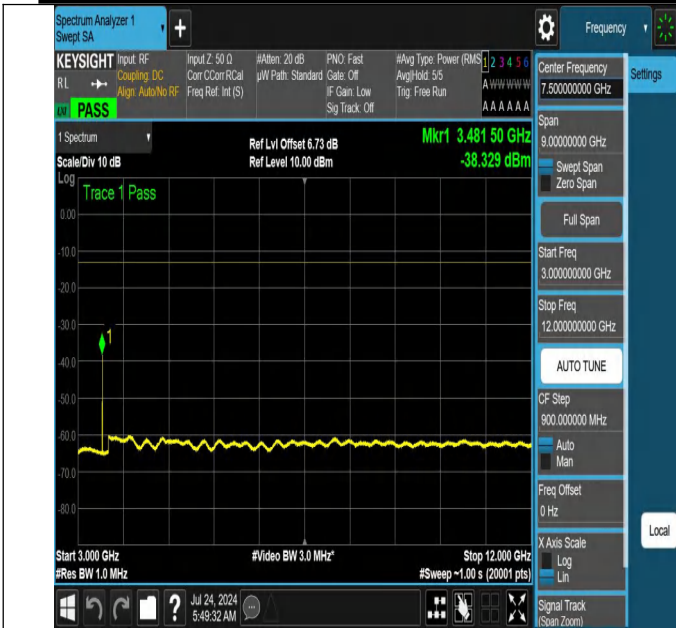 Spectrum Analyzer 1
Swept SA
+
Frequency
KEYSIGHT
RL
PASS
Input: RF
Coupling: DC
Align: Auto/No RF
Input Z: 50 Ω
Corr CCorr RCal
Freq Ref: Int (S)
#Atten: 20 dB
µW Path: Standard
PNO: Fast
Gate: Off
IF Gain: Low
Sig Track: Off
#Avg Type: Power (RMS
Avg|Hold: 5/5
Trig: Free Run
1 2 3 4 5 6
A W W W W W
A A A A A A
Center Frequency
7.500000000 GHz
Settings
1 Spectrum
Scale/Div 10 dB
Ref Lvl Offset 6.73 dB
Ref Level 10.00 dBm
Mkr1 3.481 50 GHz
-38.329 dBm
Log
Trace 1 Pass
0.00
-10.0
-20.0
-30.0
-40.0
-50.0
-60.0
-70.0
-80.0
1
Start 3.000 GHz
#Res BW 1.0 MHz
#Video BW 3.0 MHz*
Stop 12.000 GHz
#Sweep ~1.00 s (20001 pts)
Span
9.00000000 GHz
Swept Span
Zero Span
Full Span
Start Freq
3.000000000 GHz
Stop Freq
12.000000000 GHz
AUTO TUNE
CF Step
900.000000 MHz
Auto
Man
Freq Offset
0 Hz
X Axis Scale
Log
Lin
Local
Signal Track
(Span Zoom)
?
Jul 24, 2024
5:49:32 AM